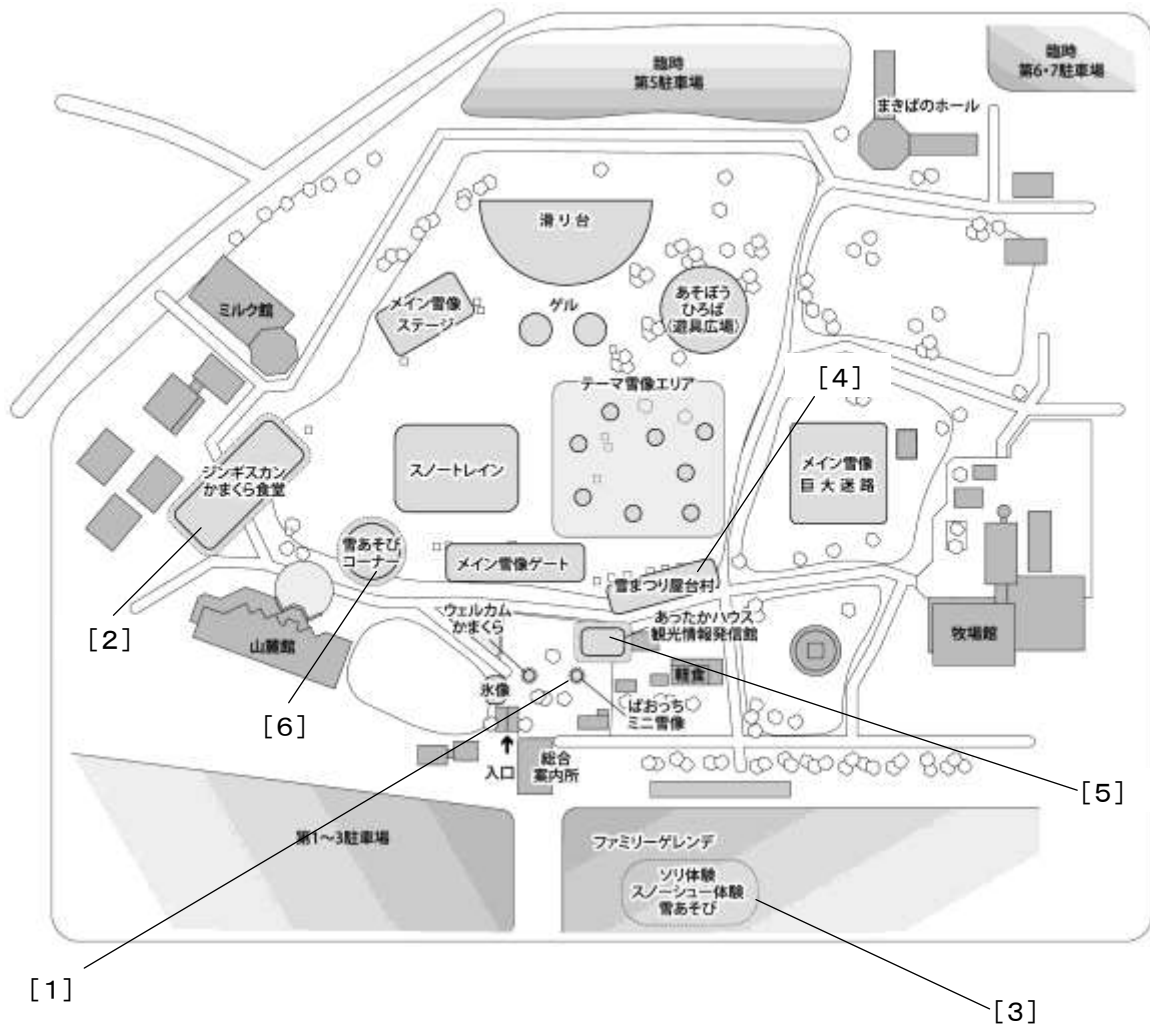 臨時
第5駐車場
臨時
第6・7駐車場
まきばのホール
滑り台
ミルク館
メイン雪像
ステージ
ゲル
あそぼう
ひろば
(遊具広場)
[4]
テーマ雪像エリア
ジンギスカン
かまくら食堂
スノートレイン
メイン雪像
巨大迷路
雪あそび
コーナー
メイン雪像ゲート
雪まつり屋台村
[2]
山麓館
ウェルカム
かまくら
あったかハウス
観光情報発信館
牧場館
軽食
氷像
[6]
ぱおっち
ミニ雪像
入口
総合
案内所
[5]
第1～3駐車場
ファミリーゲレンデ
ソリ体験
スノーシュー体験
雪あそび
[1]
[3]